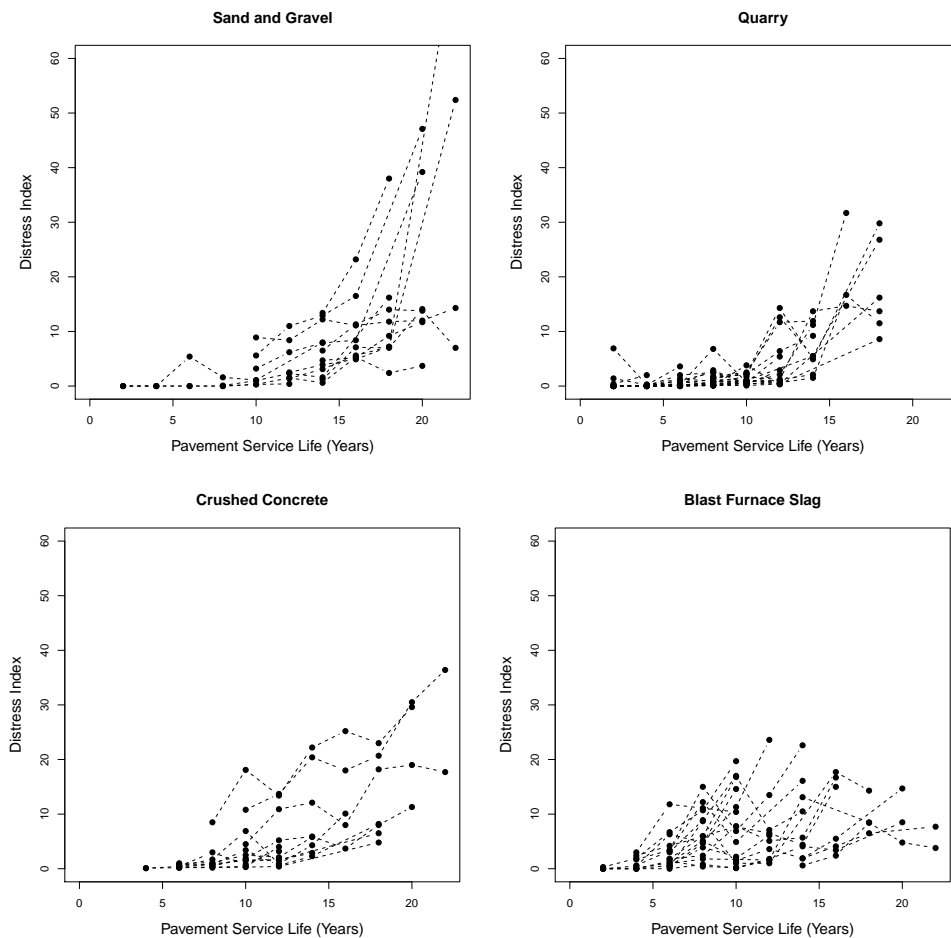 Sand and Gravel
Distress Index
60
50
40
30
20
10
0
0 5 10 15 20
Pavement Service Life (Years)
Quarry
Distress Index
60
50
40
30
20
10
0
0 5 10 15 20
Pavement Service Life (Years)
Crushed Concrete
Distress Index
60
50
40
30
20
10
0
0 5 10 15 20
Pavement Service Life (Years)
Blast Furnace Slag
Distress Index
60
50
40
30
20
10
0
0 5 10 15 20
Pavement Service Life (Years)